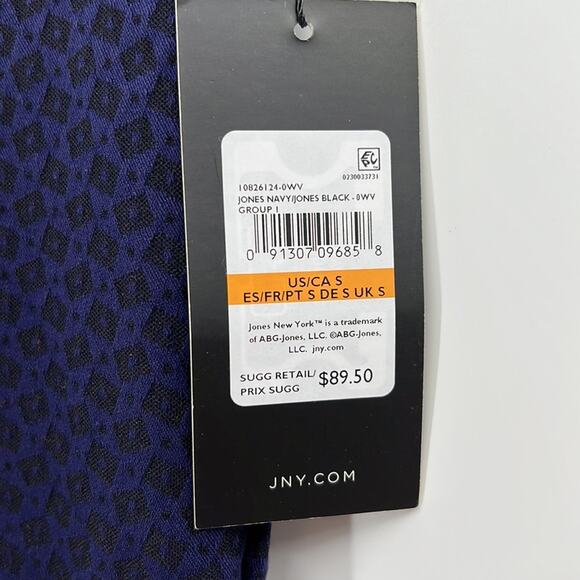 0230033731
10826124-0WV
JONES NAVY/JONES BLACK - 0WV
GROUP 1
0 91307 09685 8
US/CA S
ES/FR/PT S DE S UK S
Jones New York™ is a trademark
of ABG-Jones, LLC. ©ABG-Jones,
LLC. jny.com
SUGG RETAIL/
PRIX SUGG $89.50
JNY.COM